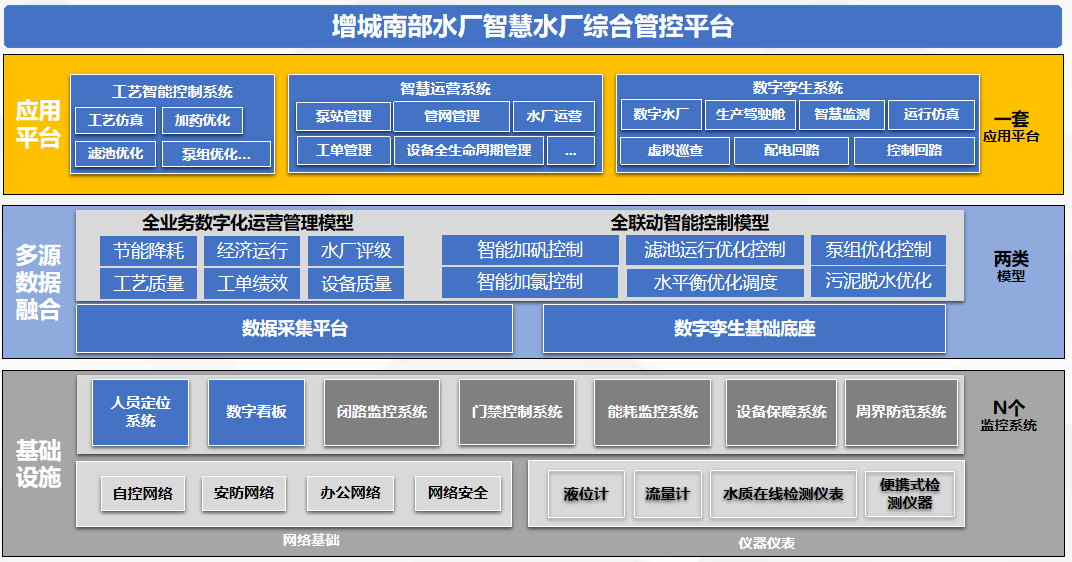 增城南部水厂智慧水厂综合管控平台
应用
平台
工艺智能控制系统
工艺仿真
加药优化
滤池优化
泵组优化...
智慧运营系统
泵站管理
管网管理
水厂运营
工单管理
设备全生命周期管理
...
数字孪生系统
数字水厂
生产驾驶舱
智慧监测
运行仿真
虚拟巡查
配电回路
控制回路
一套
应用平台
多源
数据
融合
全业务数字化运营管理模型
节能降耗
经济运行
水厂评级
工艺质量
工单绩效
设备质量
全联动智能控制模型
智能加矾控制
滤池运行优化控制
泵组优化控制
智能加氯控制
水平衡优化调度
污泥脱水优化
两类
模型
数据采集平台
数字孪生基础底座
基础
设施
人员定位
系统
数字看板
闭路监控系统
门禁控制系统
能耗监控系统
设备保障系统
周界防范系统
N个
监控系统
自控网络
安防网络
办公网络
网络安全
网络基础
液位计
流量计
水质在线检测仪表
便携式检
测仪器
仪器仪表